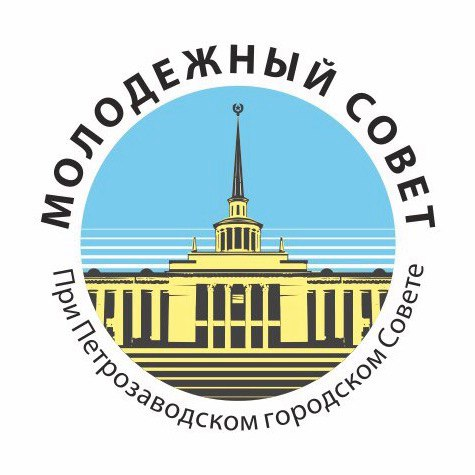 МОЛОДЕЖНЫЙ СОВЕТ
При Петрозаводском городском Совете